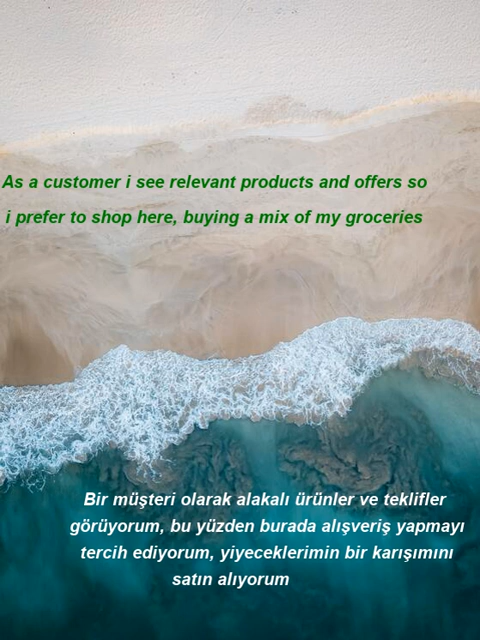 As a customer i see relevant products and offers so
i prefer to shop here, buying a mix of my groceries
Bir müşteri olarak alakalı ürünler ve teklifler
görüyorum, bu yüzden burada alışveriş yapmayı
tercih ediyorum, yiyeceklerimin bir karışımını
satın alıyorum